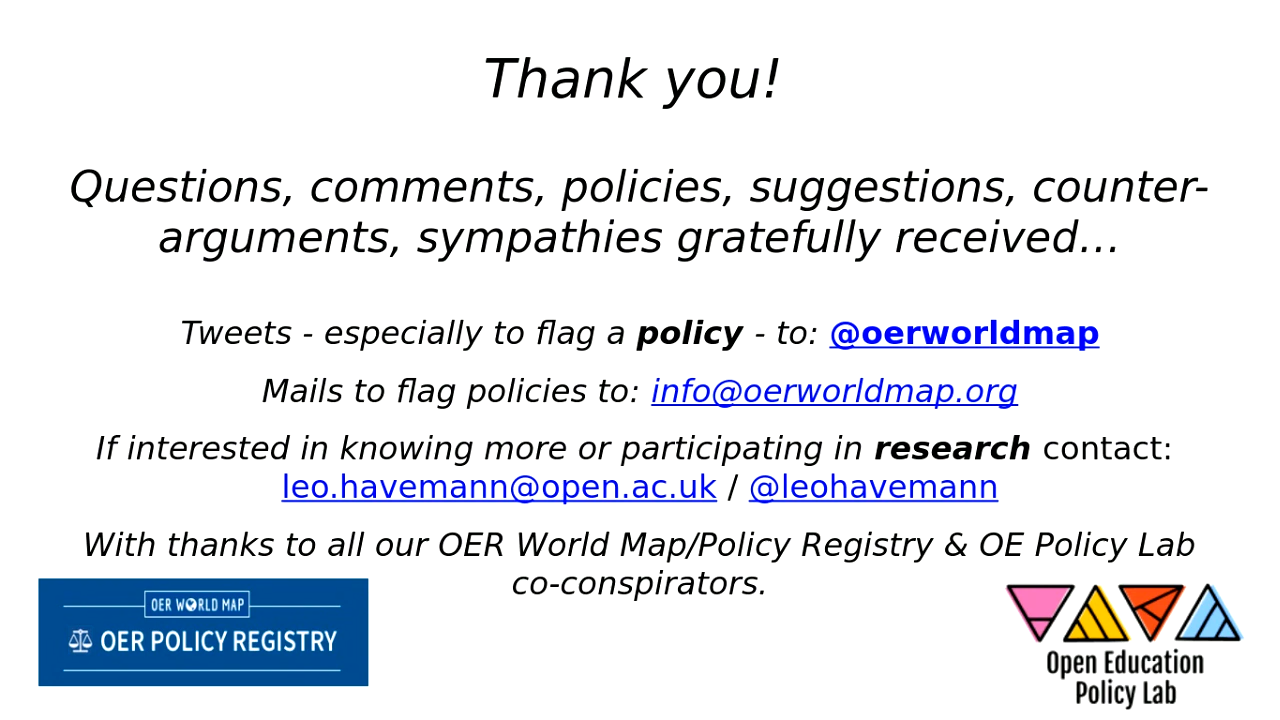 Thank you!
Questions, comments, policies, suggestions, counter-
arguments, sympathies gratefully received…
Tweets - especially to flag a policy - to: @oerworldmap
Mails to flag policies to: info@oerworldmap.org
If interested in knowing more or participating in research contact:
leo.havemann@open.ac.uk / @leohavemann
With thanks to all our OER World Map/Policy Registry & OE Policy Lab
co-conspirators.
OER WORLD MAP
OER POLICY REGISTRY
Open Education
Policy Lab